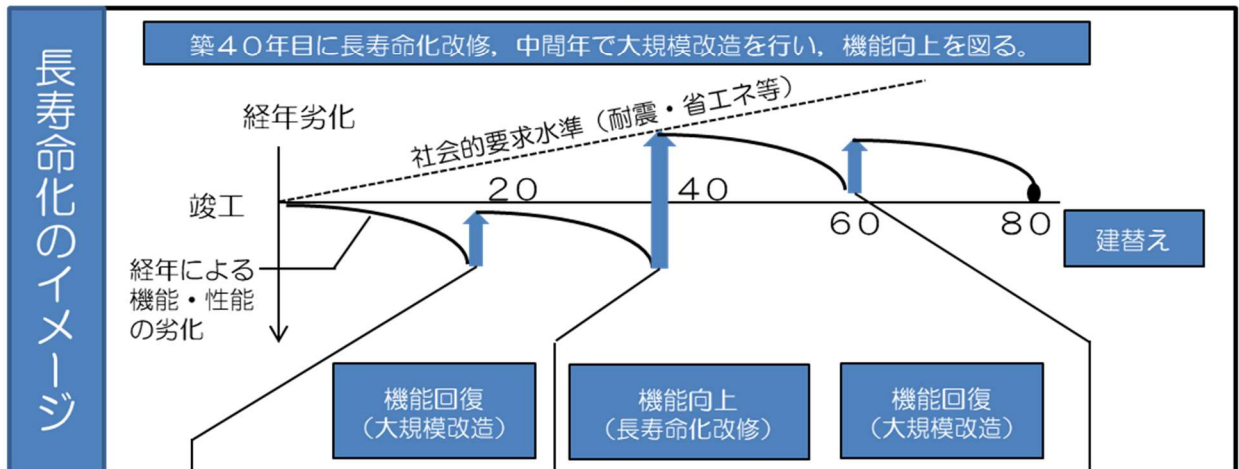 長寿命化のイメージ
築４０年目に長寿命化改修，中間年で大規模改造を行い，機能向上を図る。
経年劣化
社会的要求水準（耐震・省エネ等）
竣工
２０
４０
６０
８０
建替え
経年による
機能・性能
の劣化
機能回復
（大規模改造）
機能向上
（長寿命化改修）
機能回復
（大規模改造）